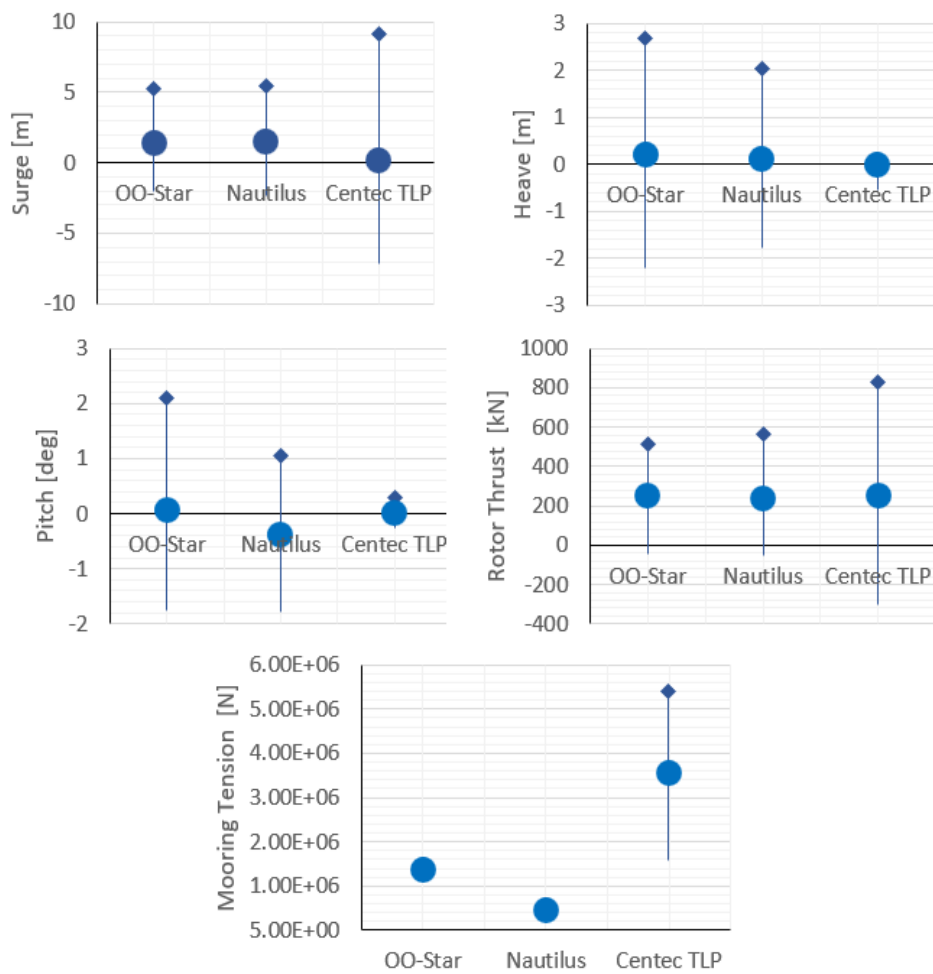 10
5
0
-5
-10
Surge [m]
OO-Star
Nautilus
Centec TLP
3
2
1
0
-1
-2
-3
Heave [m]
OO-Star
Nautilus
Centec TLP
3
2
1
0
-1
-2
Pitch [deg]
OO-Star
Nautilus
Centec TLP
1000
800
600
400
200
0
-200
-400
Rotor Thrust [kN]
OO-Star
Nautilus
Centec TLP
6.00E+06
5.00E+06
4.00E+06
3.00E+06
2.00E+06
1.00E+06
5.00E+00
Mooring Tension [N]
OO-Star
Nautilus
Centec TLP